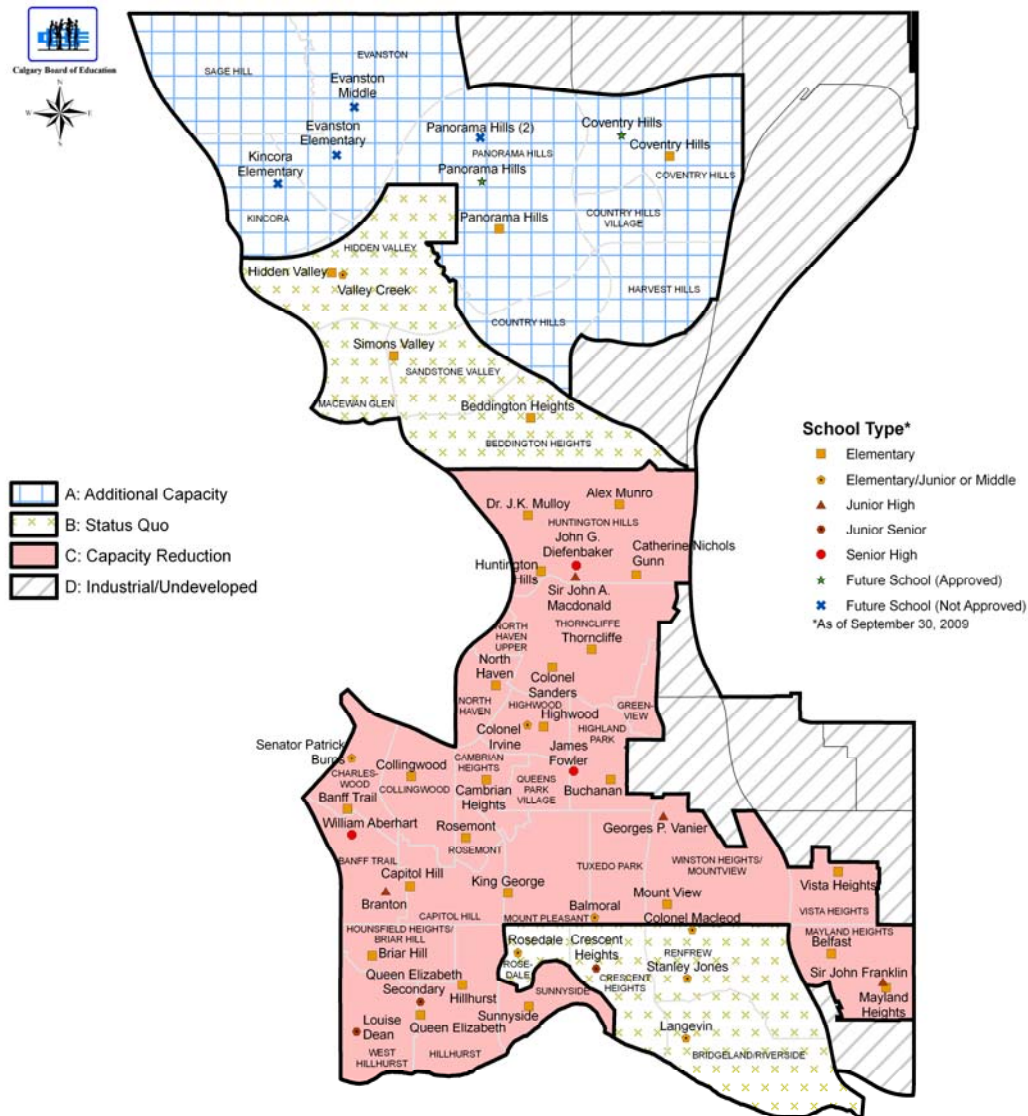 Calgary Board of Education
N
W
E
S
SAGE HILL
EVANSTON
Evanston
Middle
Evanston
Elementary
Kincora
Elementary
KINCORA
Panorama Hills (2)
PANORAMA HILLS
Panorama Hills
Panorama Hills
Coventry Hills
Coventry Hills
COVENTRY HILLS
COUNTRY HILLS
VILLAGE
HARVEST HILLS
COUNTRY HILLS
HIDDEN VALLEY
Hidden Valley
Valley Creek
Simons Valley
SANDSTONE VALLEY
MACEWAN GLEN
Beddington Heights
BEDDINGTON HEIGHTS
A: Additional Capacity
B: Status Quo
C: Capacity Reduction
D: Industrial/Undeveloped
School Type*
Elementary
Elementary/Junior or Middle
Junior High
Junior Senior
Senior High
Future School (Approved)
Future School (Not Approved)
*As of September 30, 2009
Dr. J.K. Mulloy
Alex Munro
HUNTINGTON HILLS
John G.
Diefenbaker
Catherine Nichols
Gunn
Huntington
Hills
Sir John A.
Macdonald
NORTH
HAVEN
UPPER
THORNCLIFFE
Thorncliffe
North
Haven
Colonel
Sanders
NORTH
HAVEN
HIGHWOOD
GREEN-
VIEW
Highwood
Colonel
Irvine
HIGHLAND
PARK
James
Fowler
Senator Patrick
Burns
CHARLES-
WOOD
Collingwood
COLLINGWOOD
CAMBRIAN
HEIGHTS
Cambrian
Heights
QUEENS
PARK
VILLAGE
Buchanan
Banff Trail
William Aberhart
BANFF TRAIL
Rosemont
ROSEMONT
Georges P. Vanier
TUXEDO PARK
WINSTON HEIGHTS/
MOUNTVIEW
Capitol Hill
Branton
CAPITOL HILL
King George
MOUNT PLEASANT
Balmoral
Mount View
Colonel Macleod
Vista Heights
VISTA HEIGHTS
MAYLAND HEIGHTS
Belfast
Sir John Franklin
Mayland
Heights
HOUNSFIELD HEIGHTS/
BRIAR HILL
Briar Hill
Rosedale
ROSE-
DALE
Crescent
Heights
CRESCENT
HEIGHTS
RENFREW
Stanley Jones
Queen Elizabeth
Secondary
Hillhurst
SUNNYSIDE
Sunnyside
Louise
Dean
Queen Elizabeth
WEST
HILLHURST
HILLHURST
Langevin
BRIDGELAND/RIVERSIDE